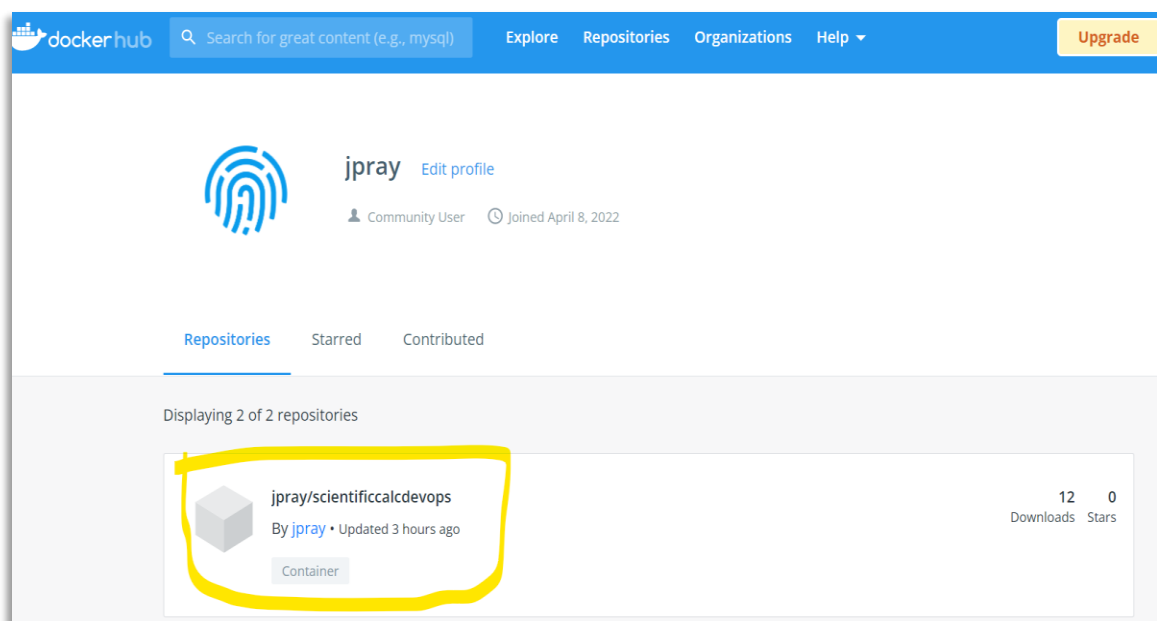 dockerhub Search for great content (e.g., mysql) Explore Repositories Organizations Help Upgrade
jpray Edit profile
Community User Joined April 8, 2022
Repositories Starred Contributed
Displaying 2 of 2 repositories
jpray/scientificcalcdevops 12 0
By jpray • Updated 3 hours ago Downloads Stars
Container